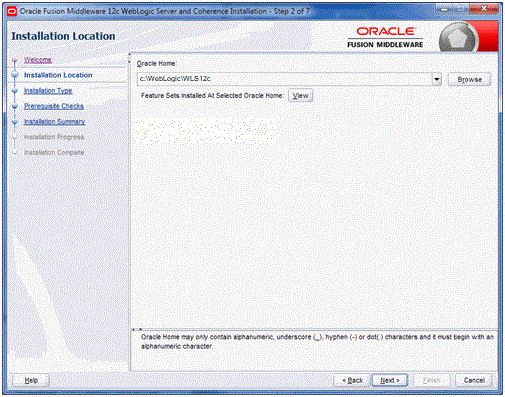 Oracle Fusion Middleware 12c WebLogic Server and Coherence Installation - Step 2 of 7
Installation Location
ORACLE
FUSION MIDDLEWARE
Welcome
Installation Location
Installation Type
Prerequisite Checks
Installation Summary
Installation Progress
Installation Complete
Oracle Home:
c:\WebLogic\WLS12c
Browse
Feature Sets Installed At Selected Oracle Home:
View
Oracle Home may only contain alphanumeric, underscore (_), hyphen (-) or dot(.) characters and it must begin with an
alphanumeric character.
Help
< Back
Next >
Finish
Cancel